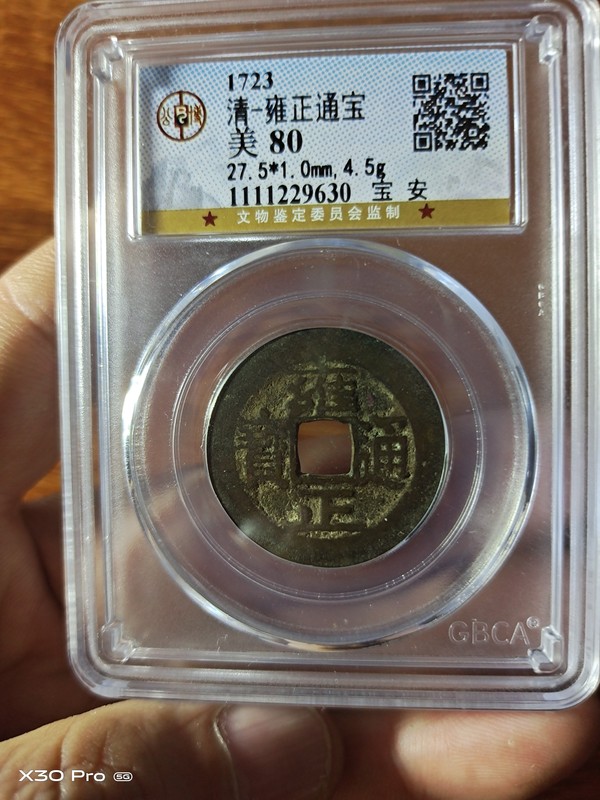 1723
清-雍正通宝
美 80
27.5*1.0mm, 4.5g
1111229630 宝 安
★ 文物鉴定委员会监制 ★
雍
寳 通
正
GBCA®
X30 Pro 5G